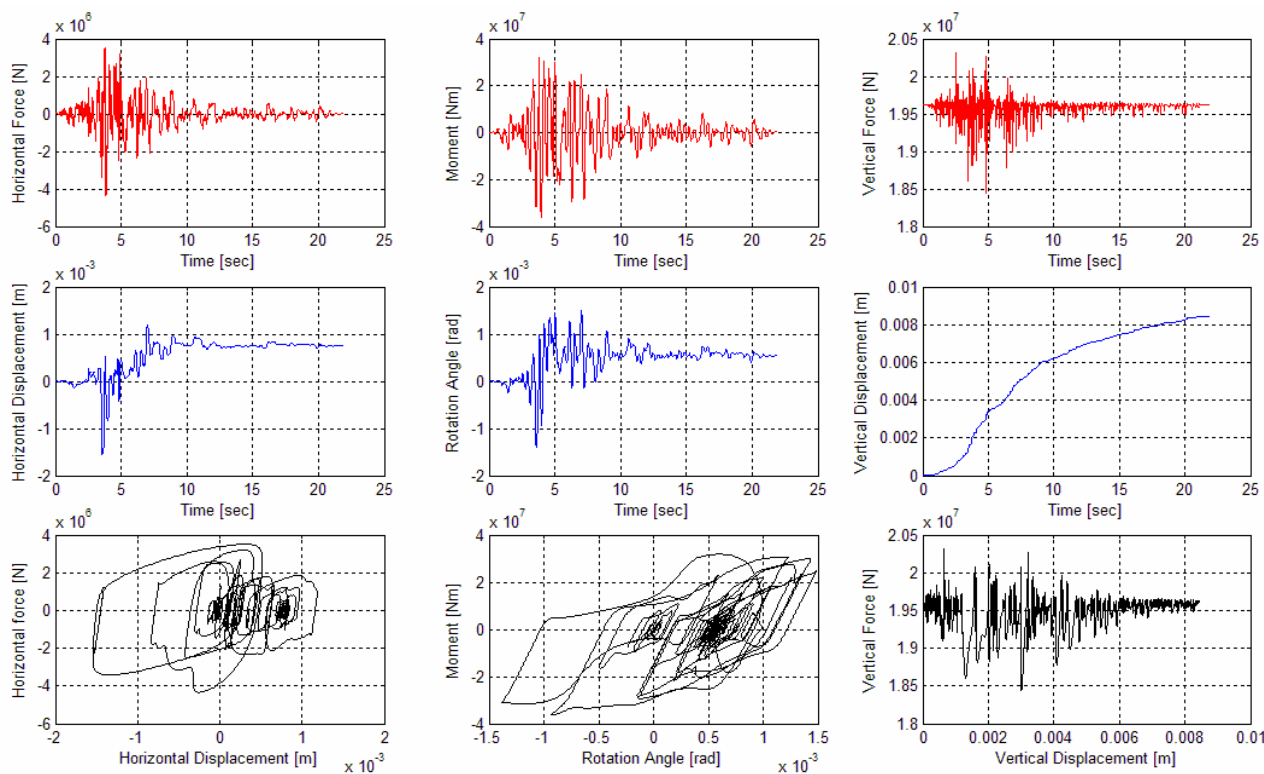 x 10^6
Horizontal Force [N]
4
2
0
-2
-4
-6
0 5 10 15 20 25
Time [sec]
x 10^7
Moment [Nm]
4
2
0
-2
-4
0 5 10 15 20 25
Time [sec]
x 10^7
Vertical Force [N]
2.05
2
1.95
1.9
1.85
1.8
0 5 10 15 20 25
Time [sec]
x 10^-3
Horizontal Displacement [m]
2
1
0
-1
-2
0 5 10 15 20 25
Time [sec]
x 10^-3
Rotation Angle [rad]
2
1
0
-1
-2
0 5 10 15 20 25
Time [sec]
Vertical Displacement [m]
0.01
0.008
0.006
0.004
0.002
0
0 5 10 15 20 25
Time [sec]
x 10^6
Horizontal force [N]
4
2
0
-2
-4
-6
-2 -1 0 1 2
Horizontal Displacement [m]
x 10^-3
x 10^7
Moment [Nm]
4
2
0
-2
-4
-1.5 -1 -0.5 0 0.5 1 1.5
Rotation Angle [rad]
x 10^-3
x 10^7
Vertical Force [N]
2.05
2
1.95
1.9
1.85
1.8
0 0.002 0.004 0.006 0.008 0.01
Vertical Displacement [m]